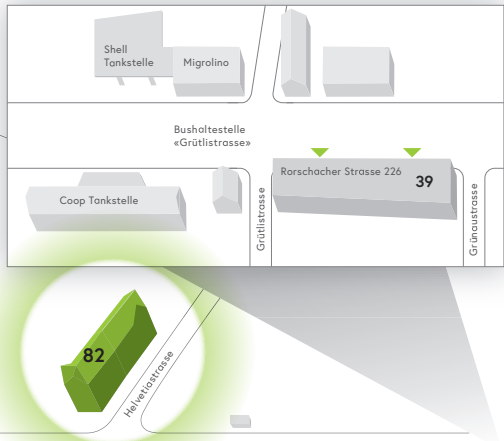 Shell
Tankstelle
Migrolino
Bushaltestelle
«Grütlistrasse»
Rorschacher Strasse 226
39
Coop Tankstelle
Grütlistrasse
Grünaustrasse
82
Helvetiastrasse